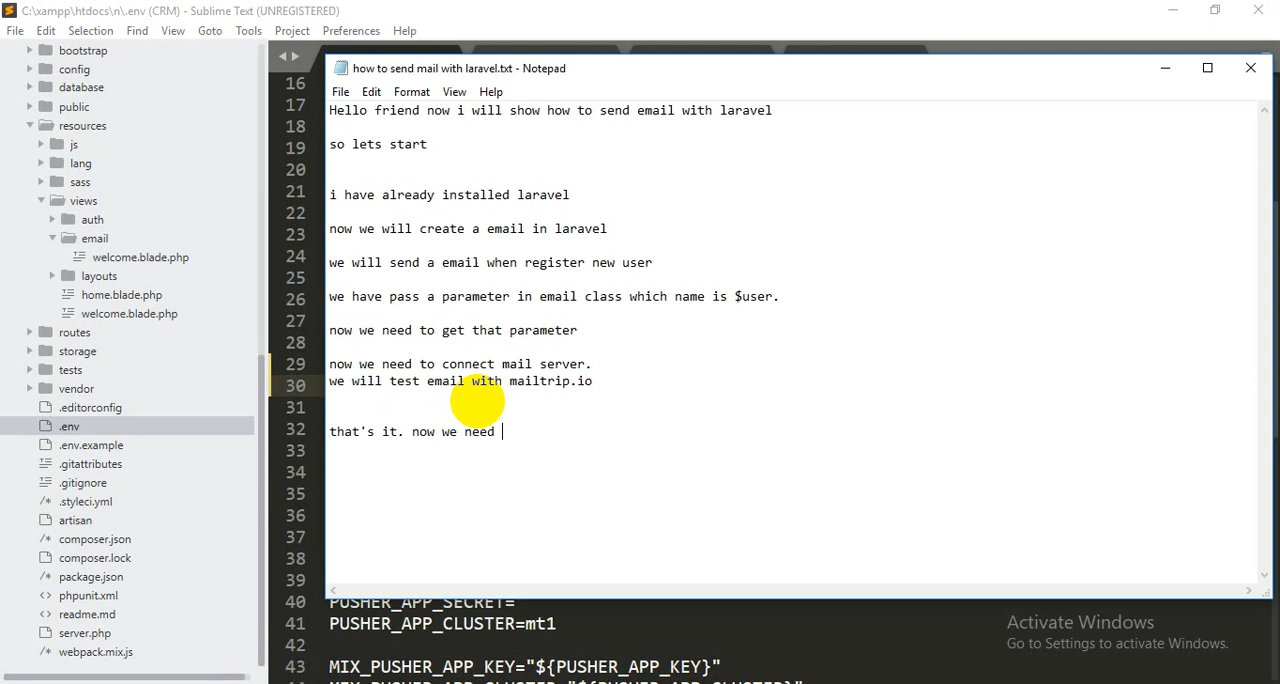 C:\xampp\htdocs\n\.env (CRM) - Sublime Text (UNREGISTERED)
File Edit Selection Find View Goto Tools Project Preferences Help
bootstrap
config
database
public
resources
js
lang
sass
views
auth
email
welcome.blade.php
layouts
home.blade.php
welcome.blade.php
routes
storage
tests
vendor
.editorconfig
.env
.env.example
.gitattributes
.gitignore
/* .styleci.yml
artisan
/* composer.json
composer.lock
/* package.json
<> phpunit.xml
<> readme.md
server.php
/* webpack.mix.js
16
17
18
19
20
21
22
23
24
25
26
27
28
29
30
31
32
33
34
35
36
37
38
39
40 PUSHER_APP_SECRET=
41 PUSHER_APP_CLUSTER=mt1
42
43 MIX_PUSHER_APP_KEY="${PUSHER_APP_KEY}"
how to send mail with laravel.txt - Notepad
File Edit Format View Help
Hello friend now i will show how to send email with laravel
so lets start
i have already installed laravel
now we will create a email in laravel
we will send a email when register new user
we have pass a parameter in email class which name is $user.
now we need to get that parameter
now we need to connect mail server.
we will test email with mailtrip.io
that's it. now we need
Activate Windows
Go to Settings to activate Windows.